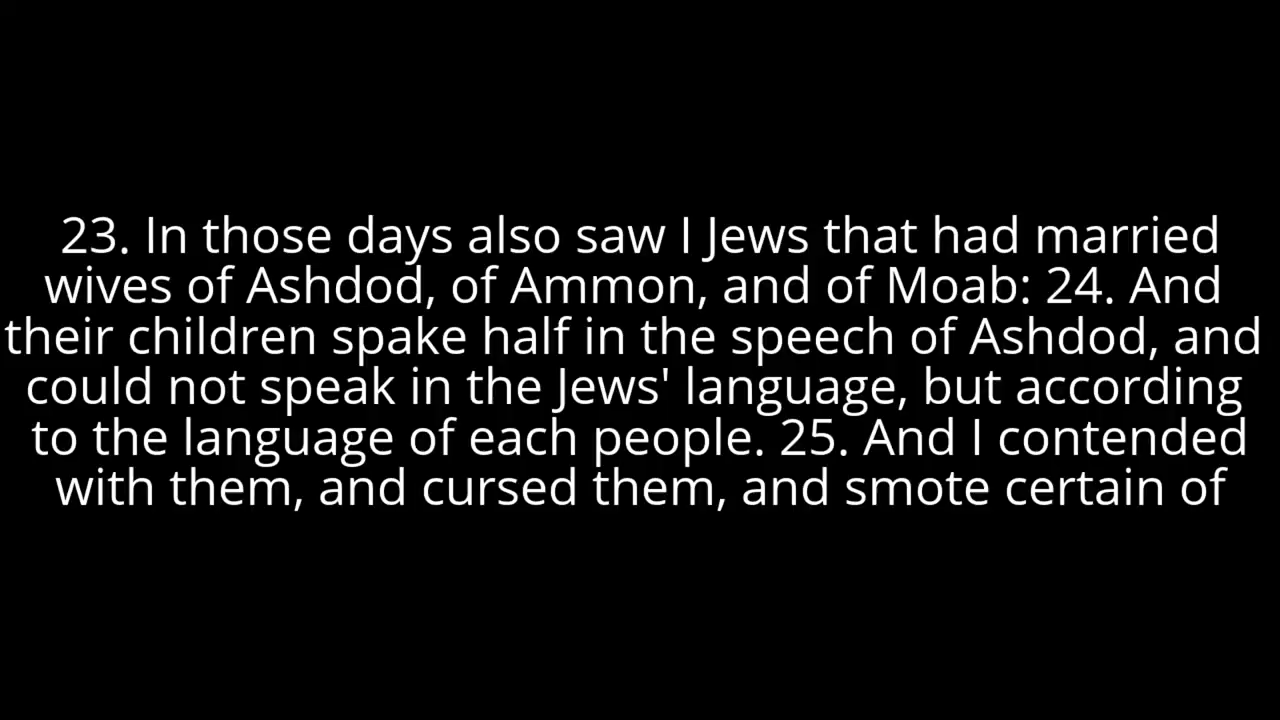 23. In those days also saw I Jews that had married
wives of Ashdod, of Ammon, and of Moab: 24. And
their children spake half in the speech of Ashdod, and
could not speak in the Jews' language, but according
to the language of each people. 25. And I contended
with them, and cursed them, and smote certain of